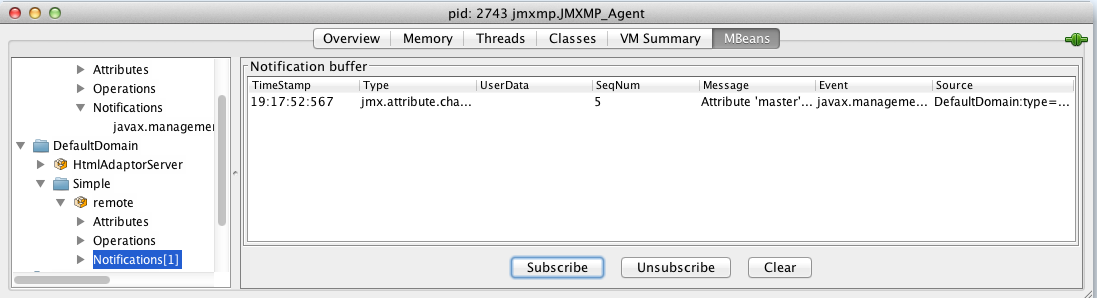 pid: 2743 jmxmp.JMXMP_Agent
Overview Memory Threads Classes VM Summary MBeans
Attributes
Operations
Notifications
javax.management
DefaultDomain
HtmlAdaptorServer
Simple
remote
Attributes
Operations
Notifications[1]
Notification buffer
TimeStamp Type UserData SeqNum Message Event Source
19:17:52:567 jmx.attribute.cha... 5 Attribute 'master'... javax.manageme... DefaultDomain:type=...
Subscribe Unsubscribe Clear